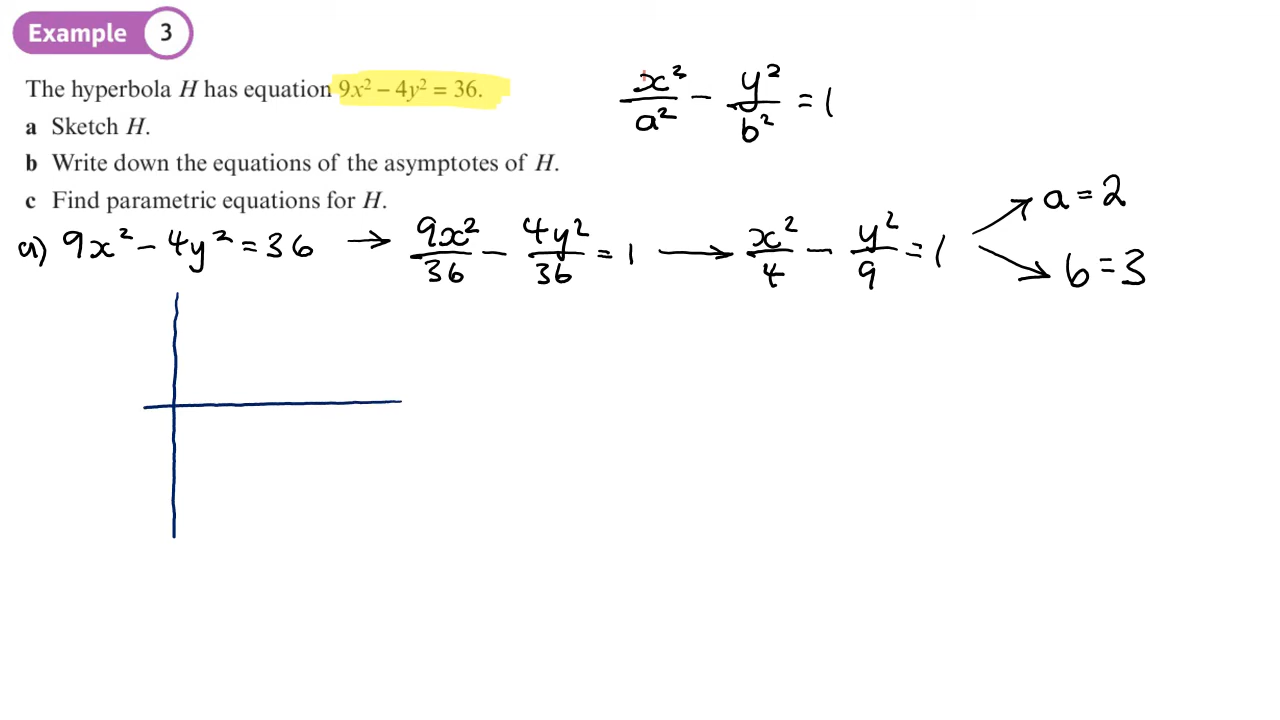 Example 3
The hyperbola H has equation 9x² – 4y² = 36.
a Sketch H.
b Write down the equations of the asymptotes of H.
c Find parametric equations for H.
x²/a² − y²/b² = 1
a) 9x² − 4y² = 36 → 9x²/36 − 4y²/36 = 1 → x²/4 − y²/9 = 1
a = 2
b = 3